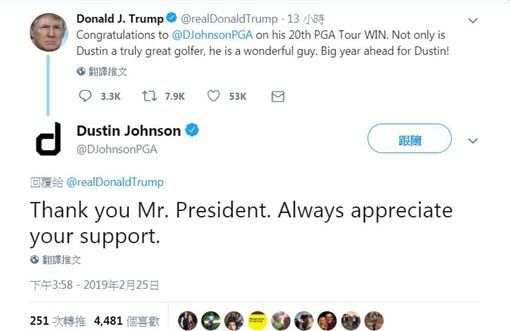 Donald J. Trump @realDonaldTrump · 13 小時
Congratulations to @DJohnsonPGA on his 20th PGA Tour WIN. Not only is
Dustin a truly great golfer, he is a wonderful guy. Big year ahead for Dustin!
翻譯推文
3.3K 7.9K 53K
d
Dustin Johnson
@DJohnsonPGA
跟隨
回覆給 @realDonaldTrump
Thank you Mr. President. Always appreciate
your support.
翻譯推文
下午3:58 - 2019年2月25日
251 次轉推 4,481 個喜歡